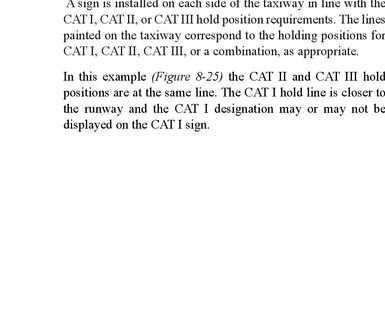 A sign is installed on each side of the taxiway in line with the
CAT I, CAT II, or CAT III hold position requirements. The lines
painted on the taxiway correspond to the holding positions for
CAT I, CAT II, CAT III, or a combination, as appropriate.
In this example (Figure 8-25) the CAT II and CAT III hold
positions are at the same line. The CAT I hold line is closer to
the runway and the CAT I designation may or may not be
displayed on the CAT I sign.